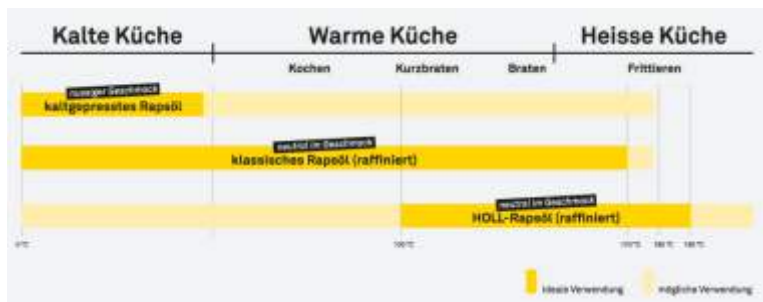 Kalte Küche
Warme Küche
Heisse Küche
Kochen
Kurzbraten
Braten
Frittieren
nussiger Geschmack
kaltgepresstes Rapsöl
neutral im Geschmack
klassisches Rapsöl (raffiniert)
neutral im Geschmack
HOLL-Rapsöl (raffiniert)
ideale Verwendung
mögliche Verwendung